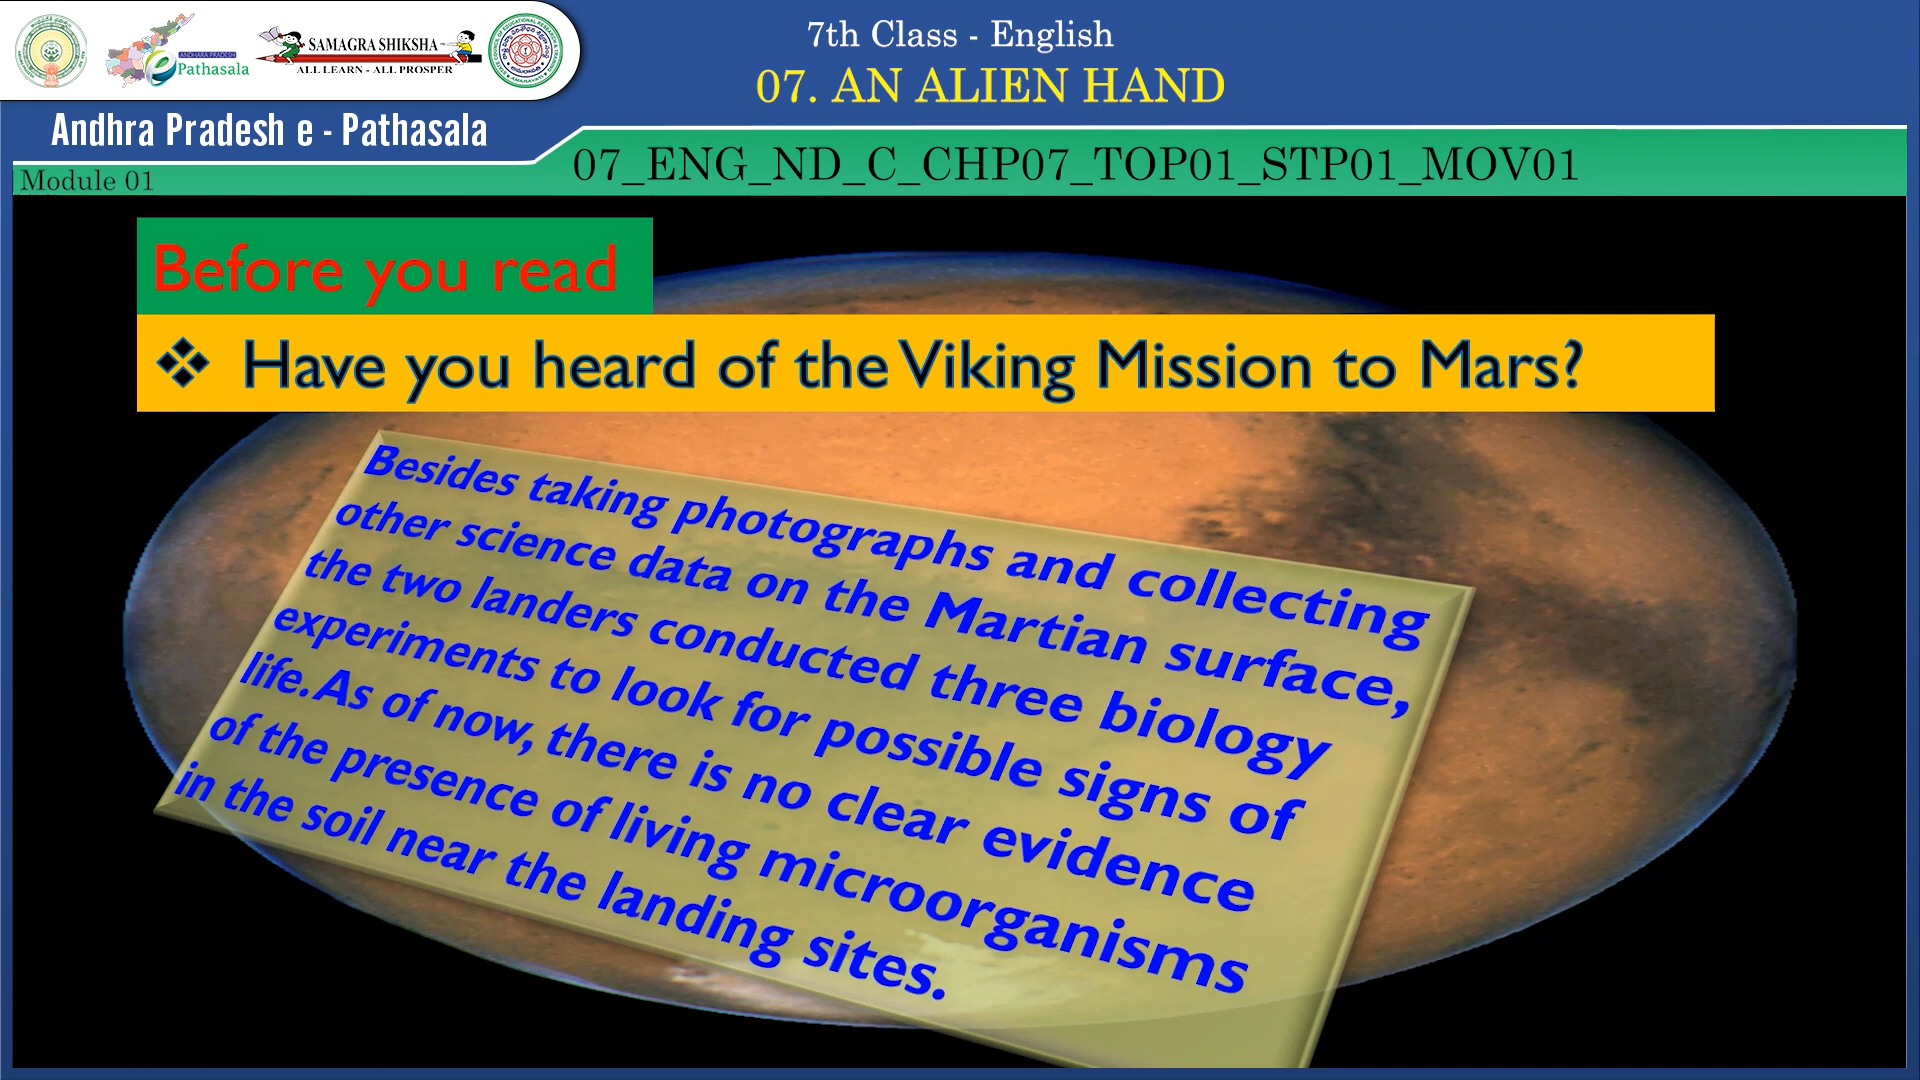 7th Class - English
07. AN ALIEN HAND
ANDHRA PRADESH
e Pathasala
SAMAGRA SHIKSHA
ALL LEARN - ALL PROSPER
Andhra Pradesh e - Pathasala
07_ENG_ND_C_CHP07_TOP01_STP01_MOV01
Module 01
Before you read
❖ Have you heard of the Viking Mission to Mars?
Besides taking photographs and collecting
other science data on the Martian surface,
the two landers conducted three biology
experiments to look for possible signs of
life. As of now, there is no clear evidence
of the presence of living microorganisms
in the soil near the landing sites.